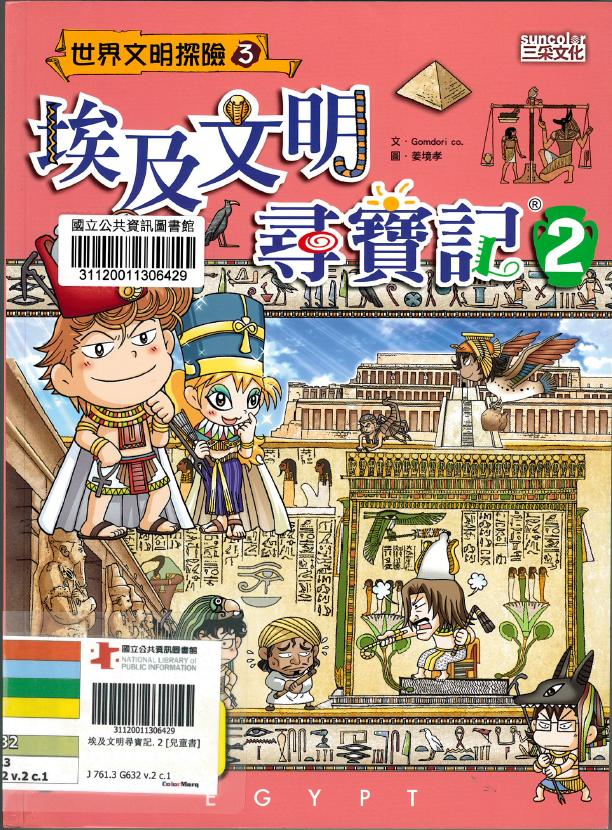 世界文明探險3
suncolor
三采文化
埃及文明
尋寶記®2
文・Gomdori co.
圖・姜境孝
國立公共資訊圖書館
31120011306429
國立公共資訊圖書館
NATIONAL LIBRARY of
PUBLIC INFORMATION
31120011306429
埃及文明尋寶記. 2 [兒童書]
J 761.3 G632 v.2 c.1
ColorMarq
32
.3
2 v.2 c.1
EGYPT